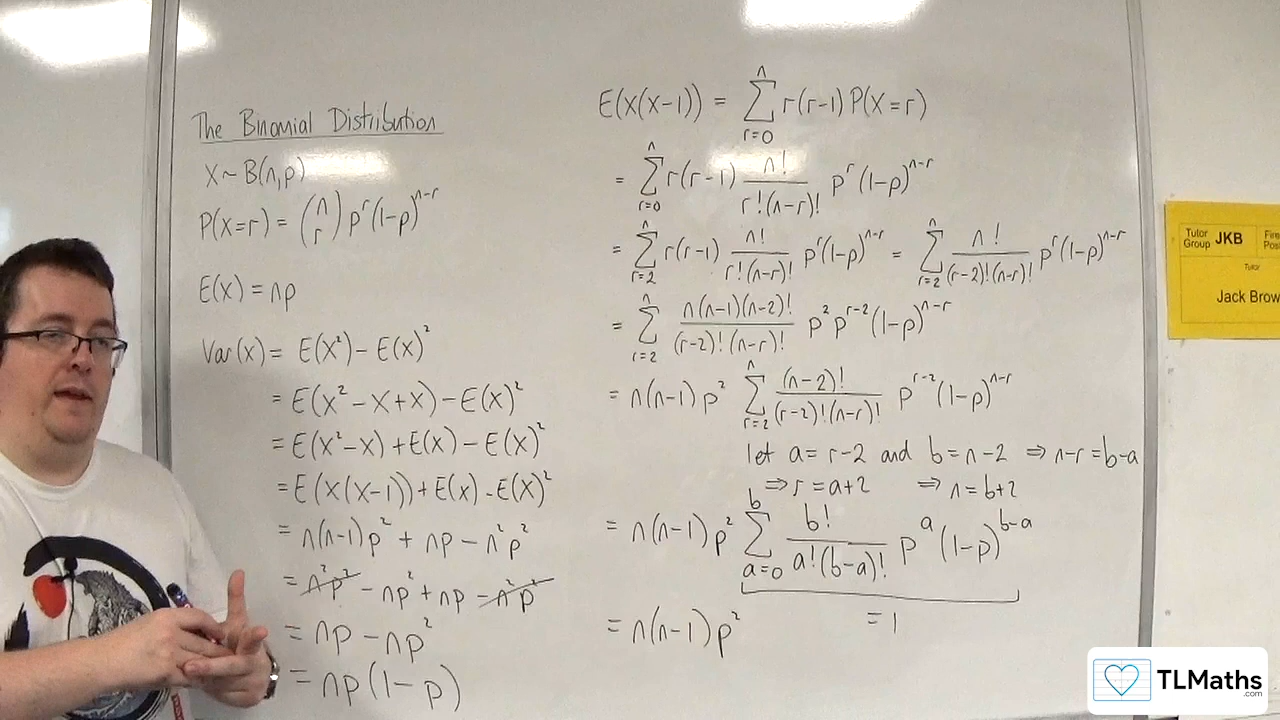 The Binomial Distribution
X ~ B(n,p)
P(X=r) = (n r) p^r (1-p)^{n-r}
E(X) = np
Var(X) = E(X²) - E(X)²
= E(X² - X + X) - E(X)²
= E(X² - X) + E(X) - E(X)²
= E(X(X-1)) + E(X) - E(X)²
= n(n-1)p² + np - n²p²
= n²p² - np² + np - n²p²
= np - np²
= np(1-p)
E(X(X-1)) = Σ_{r=0}^{n} r(r-1) P(X=r)
= Σ_{r=0}^{n} r(r-1) n!/(r!(n-r)!) p^r (1-p)^{n-r}
= Σ_{r=2}^{n} r(r-1) n!/(r!(n-r)!) p^r (1-p)^{n-r} = Σ_{r=2}^{n} n!/((r-2)!(n-r)!) p^r (1-p)^{n-r}
= Σ_{r=2}^{n} n(n-1)(n-2)!/((r-2)!(n-r)!) p² p^{r-2} (1-p)^{n-r}
= n(n-1)p² Σ_{r=2}^{n} (n-2)!/((r-2)!(n-r)!) p^{r-2} (1-p)^{n-r}
let a = r-2 and b = n-2 ⇒ n-r = b-a
⇒ r = a+2 ⇒ n = b+2
= n(n-1)p² Σ_{a=0}^{b} b!/(a!(b-a)!) p^a (1-p)^{b-a}
= n(n-1)p² = 1
Tutor Group JKB
Tutor
Jack Brow
TLMaths
.com